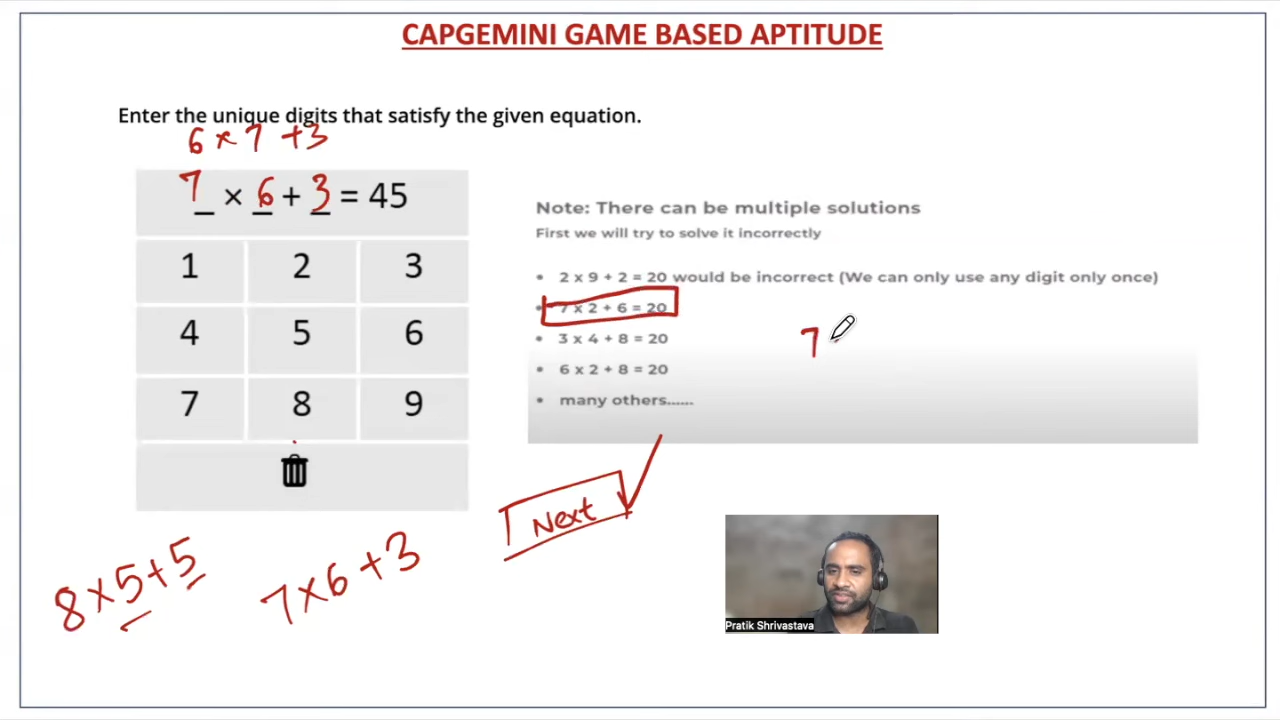 CAPGEMINI GAME BASED APTITUDE
Enter the unique digits that satisfy the given equation.
6 × 7 + 3
7 × 6 + 3 = 45
1 2 3
4 5 6
7 8 9
Note: There can be multiple solutions
First we will try to solve it incorrectly
• 2 x 9 + 2 = 20 would be incorrect (We can only use any digit only once)
• 7 x 2 + 6 = 20
• 3 x 4 + 8 = 20
• 6 x 2 + 8 = 20
• many others......
7
Next
8 × 5 + 5
7 × 6 + 3
Pratik Shrivastava